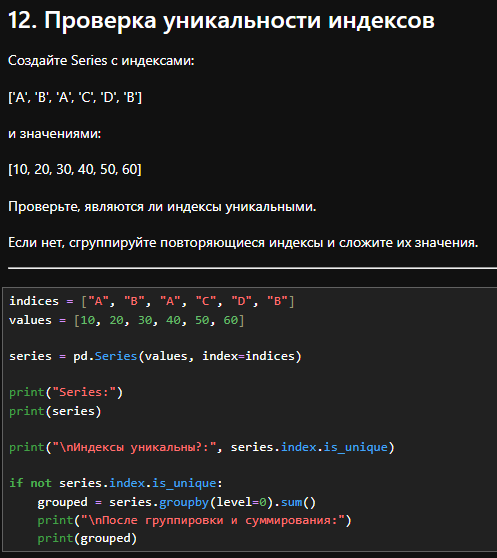 12. Проверка уникальности индексов
Создайте Series с индексами:
['A', 'B', 'A', 'C', 'D', 'B']
и значениями:
[10, 20, 30, 40, 50, 60]
Проверьте, являются ли индексы уникальными.
Если нет, сгруппируйте повторяющиеся индексы и сложите их значения.
indices = ["A", "B", "A", "C", "D", "B"]
values = [10, 20, 30, 40, 50, 60]
series = pd.Series(values, index=indices)
print("Series:")
print(series)
print("\nИндексы уникальны?:", series.index.is_unique)
if not series.index.is_unique:
    grouped = series.groupby(level=0).sum()
    print("\nПосле группировки и суммирования:")
    print(grouped)